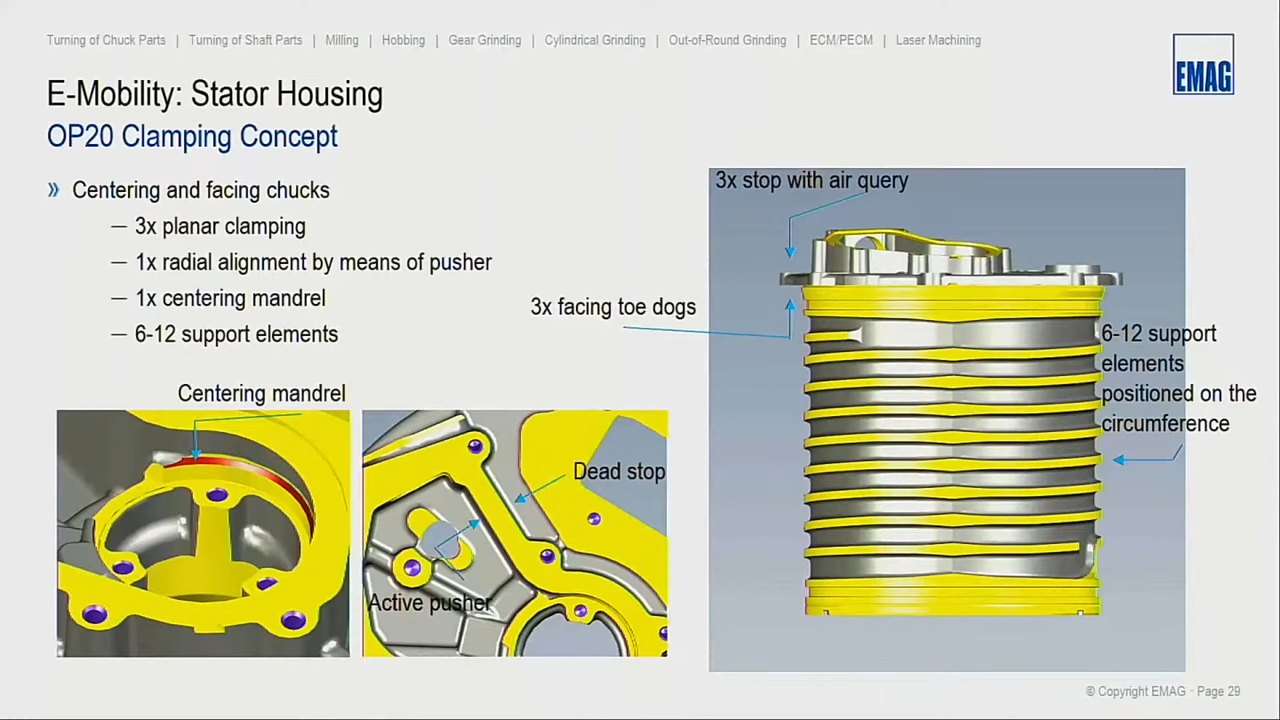 Turning of Chuck Parts | Turning of Shaft Parts | Milling | Hobbing | Gear Grinding | Cylindrical Grinding | Out-of-Round Grinding | ECM/PECM | Laser Machining
EMAG
E-Mobility: Stator Housing
OP20 Clamping Concept
» Centering and facing chucks
— 3x planar clamping
— 1x radial alignment by means of pusher
— 1x centering mandrel
— 6-12 support elements
3x stop with air query
3x facing toe dogs
6-12 support
elements
positioned on the
circumference
Centering mandrel
Dead stop
Active pusher
© Copyright EMAG · Page 29